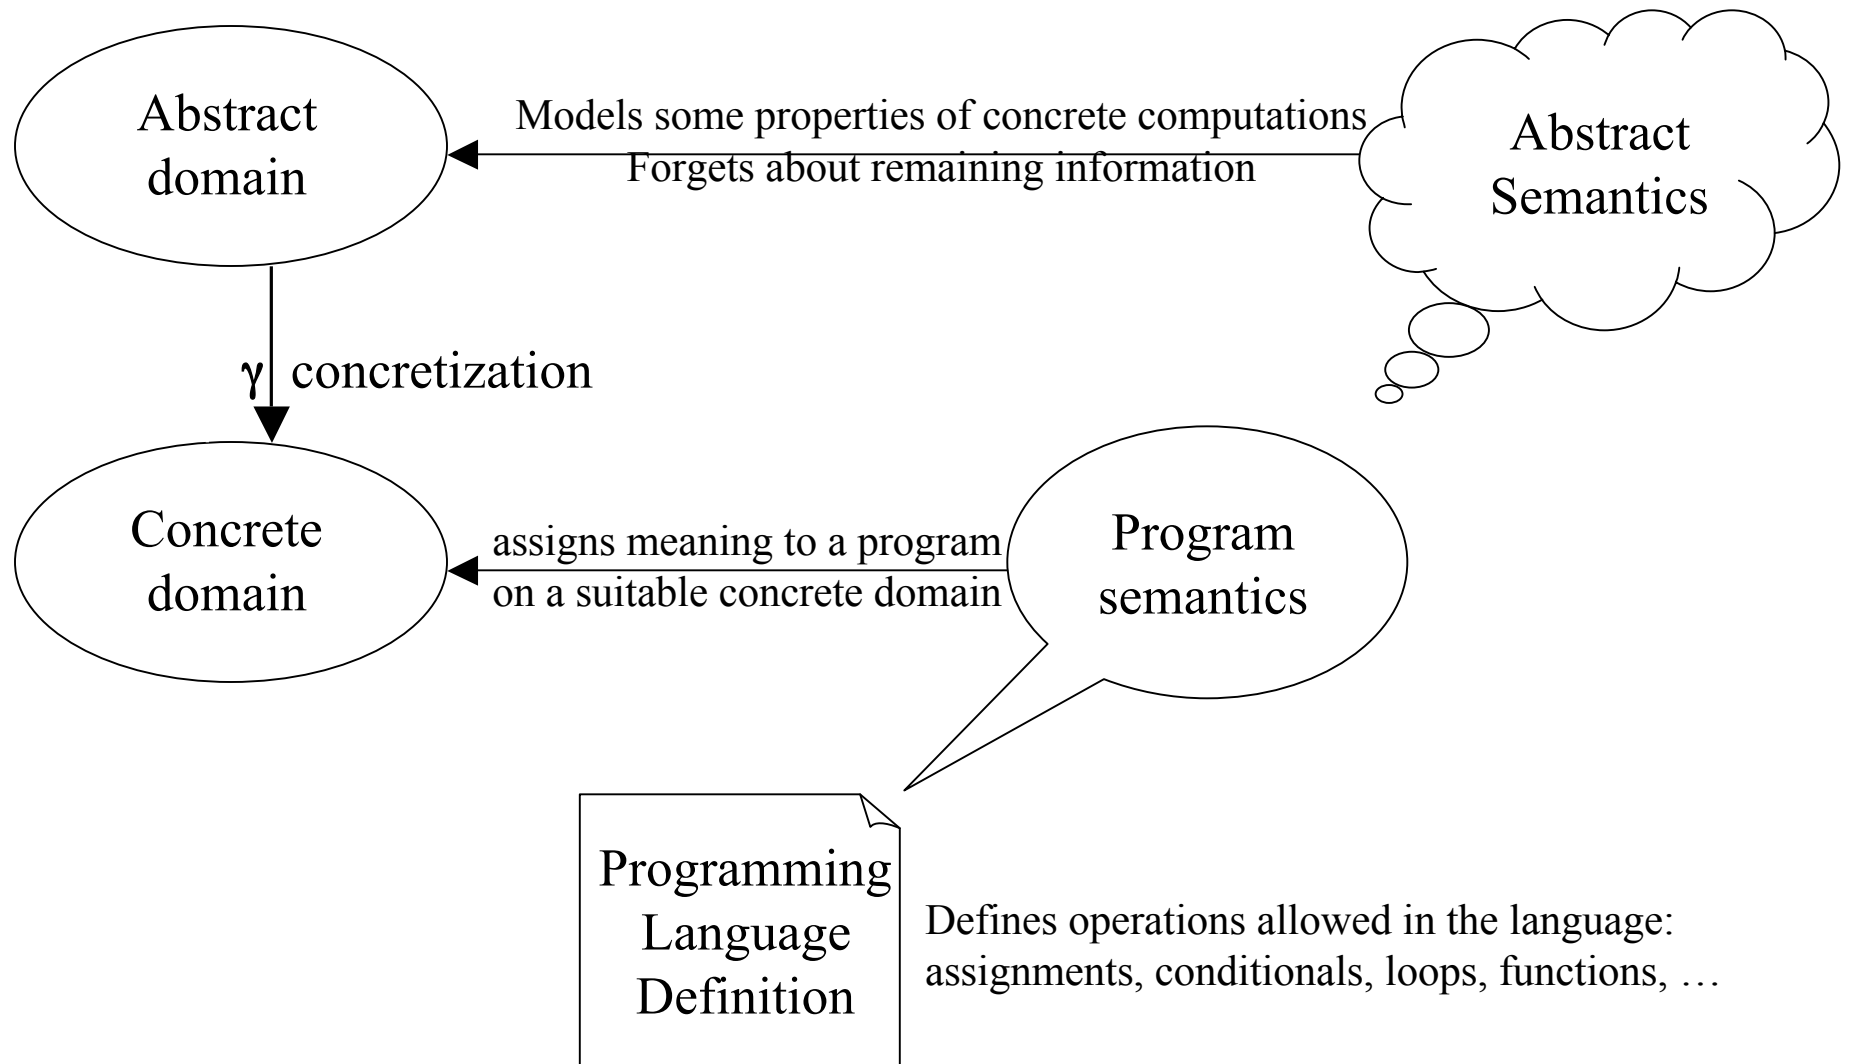 Abstract
domain
Models some properties of concrete computations
Forgets about remaining information
Abstract
Semantics
γ concretization
Concrete
domain
assigns meaning to a program
on a suitable concrete domain
Program
semantics
Programming
Language
Definition
Defines operations allowed in the language:
assignments, conditionals, loops, functions, …